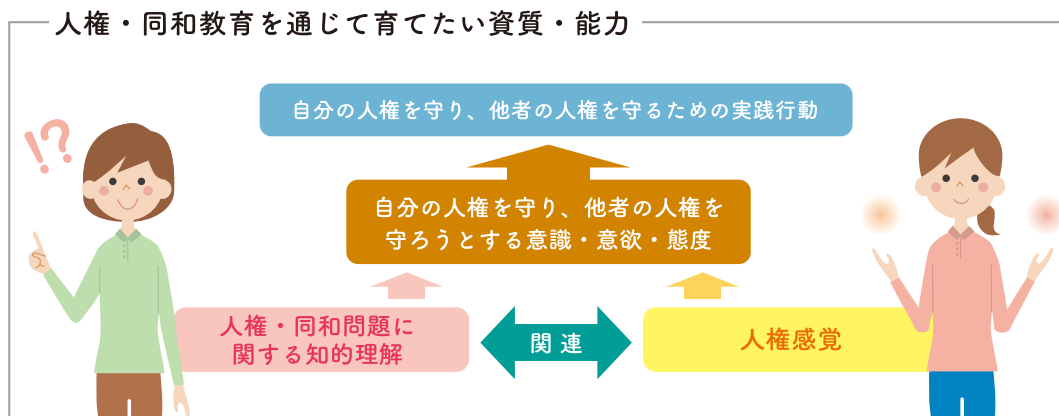 人権・同和教育を通じて育てたい資質・能力
自分の人権を守り、他者の人権を守るための実践行動
!?
自分の人権を守り、他者の人権を
守ろうとする意識・意欲・態度
人権・同和問題に
関する知的理解
関連
人権感覚